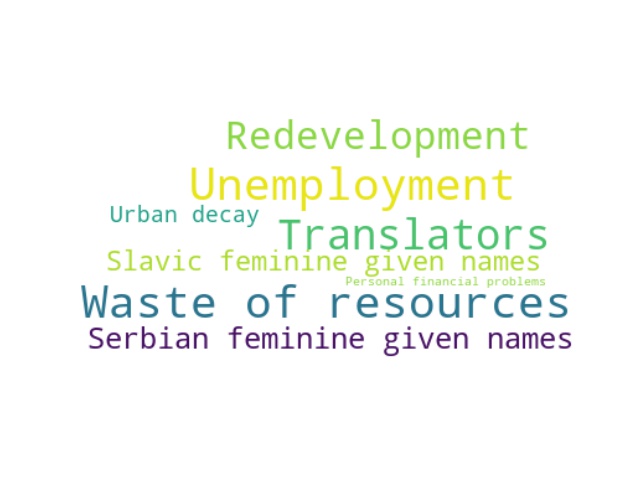 Redevelopment
Unemployment
Urban decay
Translators
Slavic feminine given names
Personal financial problems
Waste of resources
Serbian feminine given names